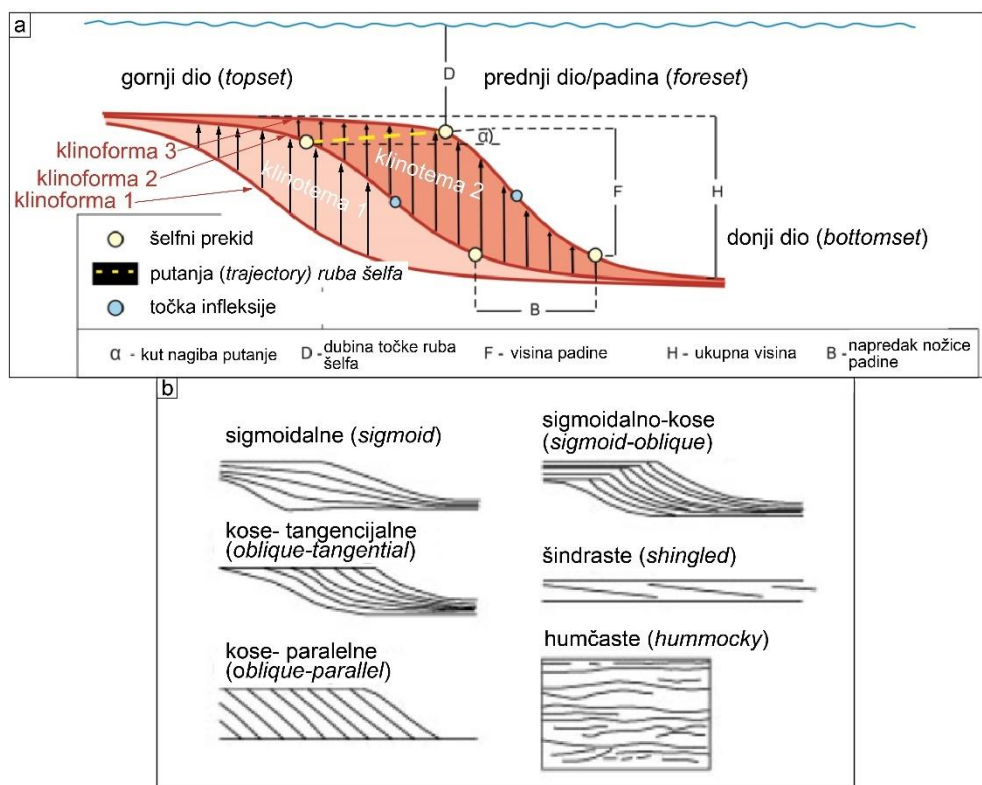 a
gornji dio (topset)
D
prednji dio/padina (foreset)
α
klinoforma 3
klinoforma 2
klinoforma 1
klinotema 1
klinotema 2
F
H
donji dio (bottomset)
B
šelfni prekid
putanja (trajectory) ruba šelfa
točka infleksije
α - kut nagiba putanje
D - dubina točke ruba
šelfa
F - visina padine
H - ukupna visina
B - napredak nožice
padine
b
sigmoidalne (sigmoid)
sigmoidalno-kose
(sigmoid-oblique)
kose- tangencijalne
(oblique-tangential)
šindraste (shingled)
kose- paralelne
(oblique-parallel)
humčaste (hummocky)